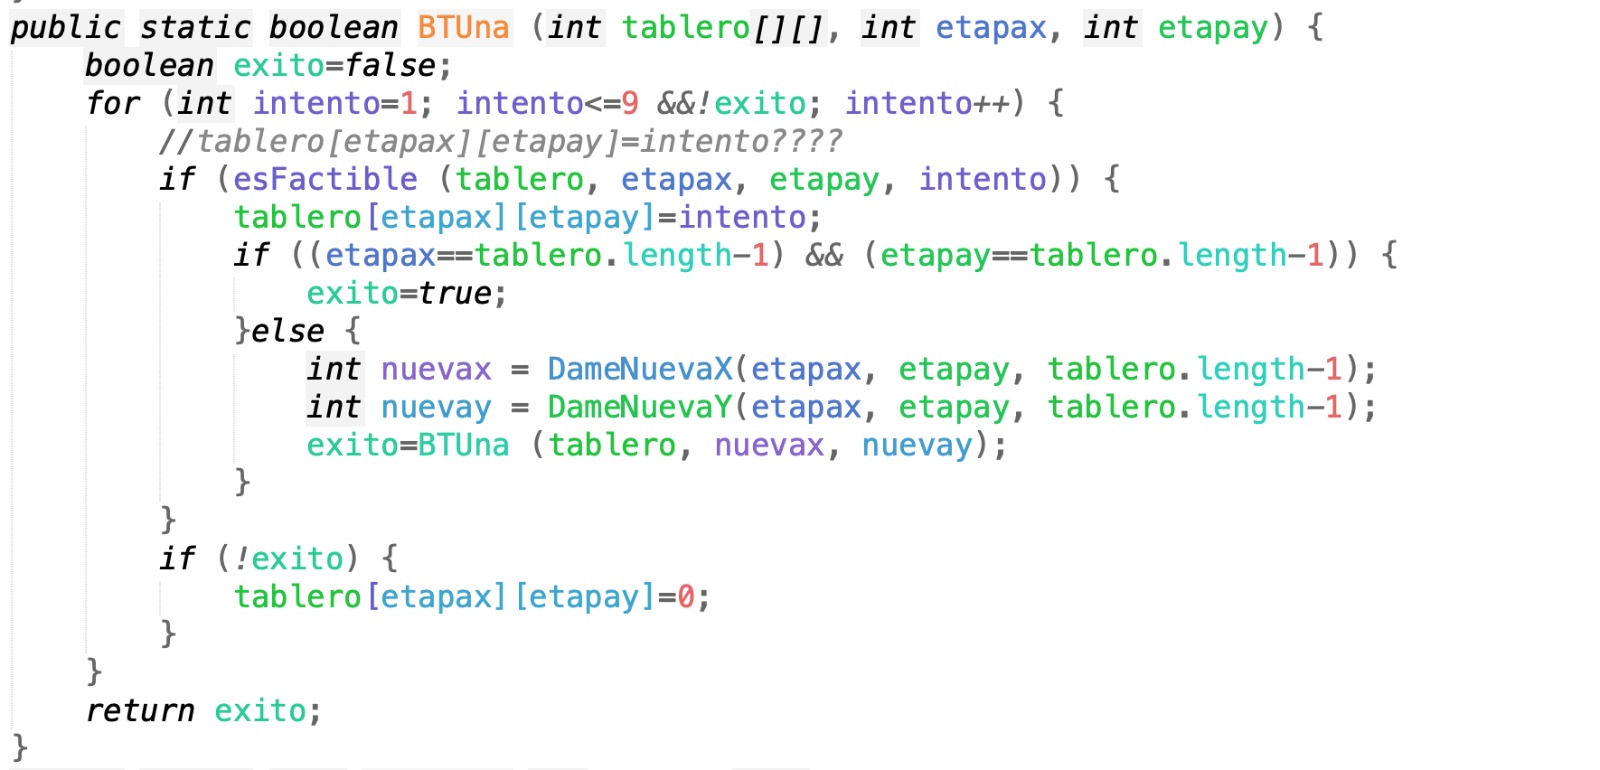 public static boolean BTUna (int tablero[][], int etapax, int etapay) {
boolean exito=false;
for (int intento=1; intento<=9 &&!exito; intento++) {
//tablero[etapax][etapay]=intento????
if (esFactible (tablero, etapax, etapay, intento)) {
tablero[etapax][etapay]=intento;
if ((etapax==tablero.length-1) && (etapay==tablero.length-1)) {
exito=true;
}else {
int nuevax = DameNuevaX(etapax, etapay, tablero.length-1);
int nuevay = DameNuevaY(etapax, etapay, tablero.length-1);
exito=BTUna (tablero, nuevax, nuevay);
}
}
if (!exito) {
tablero[etapax][etapay]=0;
}
}
return exito;
}